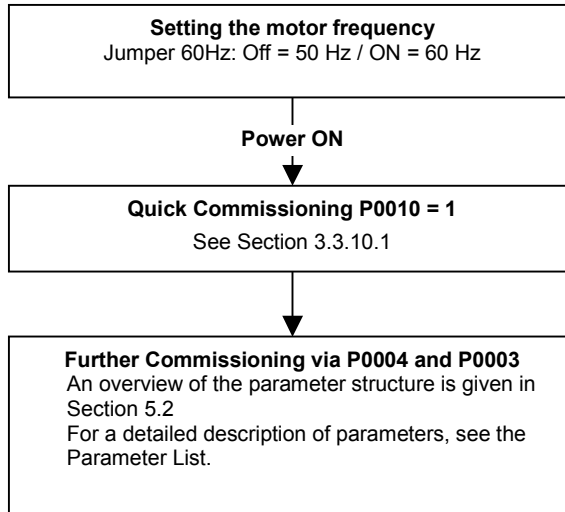 Setting the motor frequency
Jumper 60Hz: Off = 50 Hz / ON = 60 Hz
Power ON
Quick Commissioning P0010 = 1
See Section 3.3.10.1
Further Commissioning via P0004 and P0003
An overview of the parameter structure is given in
Section 5.2
For a detailed description of parameters, see the
Parameter List.